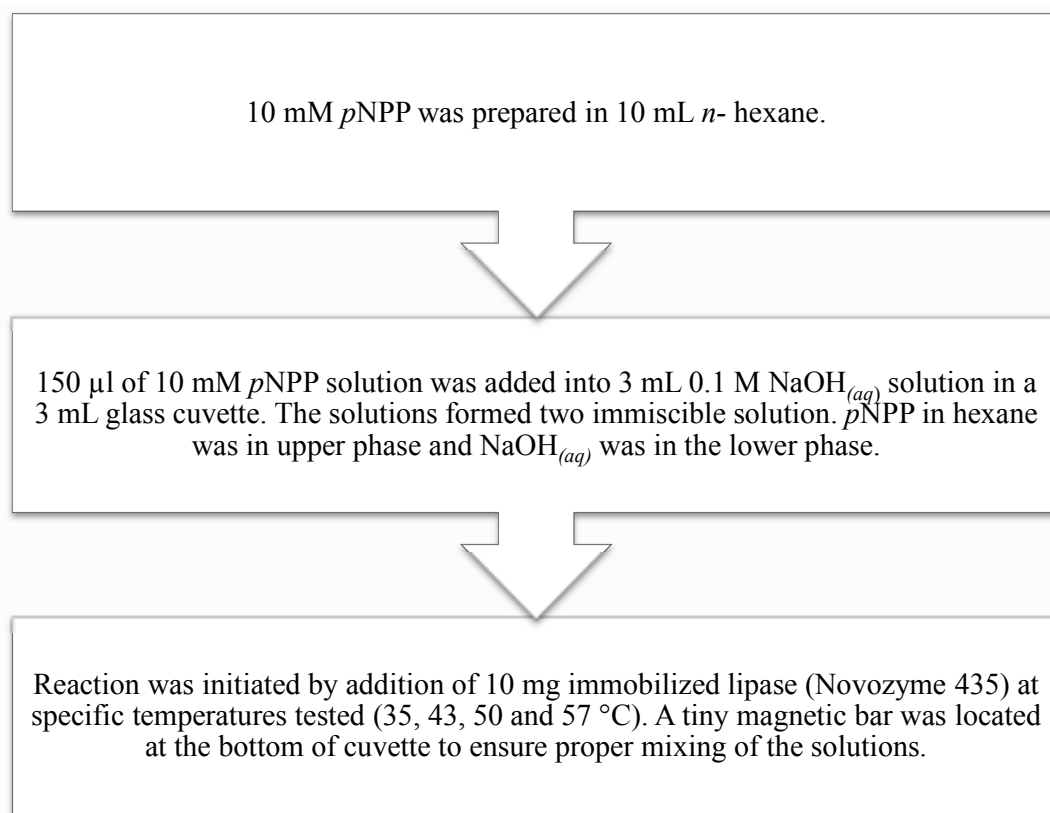 10 mM pNPP was prepared in 10 mL n- hexane.
150 µl of 10 mM pNPP solution was added into 3 mL 0.1 M NaOH(aq) solution in a
3 mL glass cuvette. The solutions formed two immiscible solution. pNPP in hexane
was in upper phase and NaOH(aq) was in the lower phase.
Reaction was initiated by addition of 10 mg immobilized lipase (Novozyme 435) at
specific temperatures tested (35, 43, 50 and 57 °C). A tiny magnetic bar was located
at the bottom of cuvette to ensure proper mixing of the solutions.